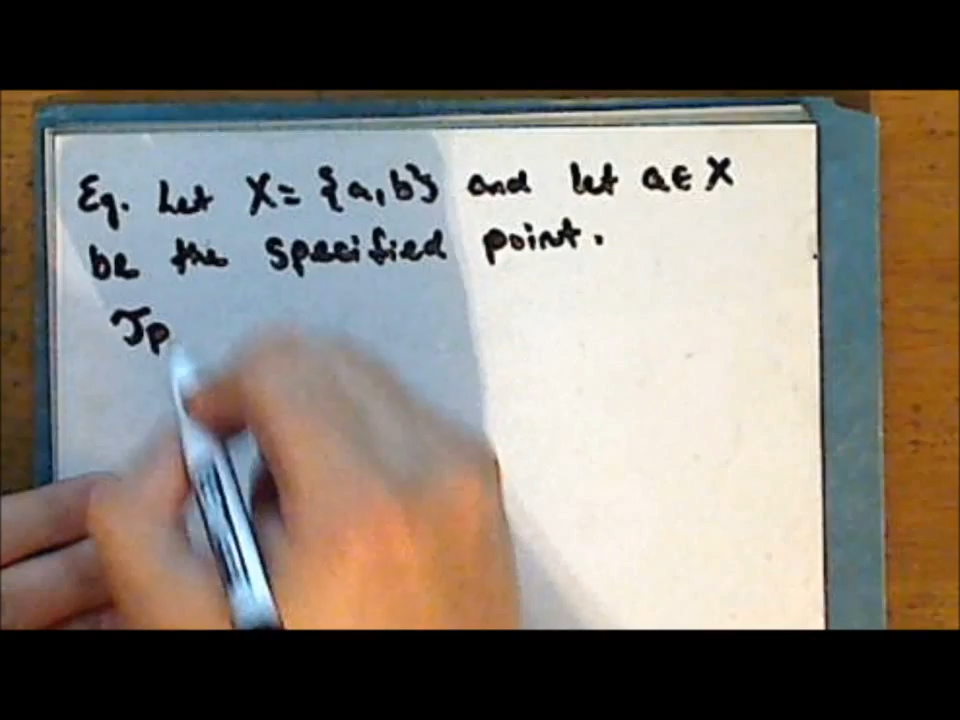 Eg. Let X = {a, b} and let a ∈ X
be the specified point.
𝒯p